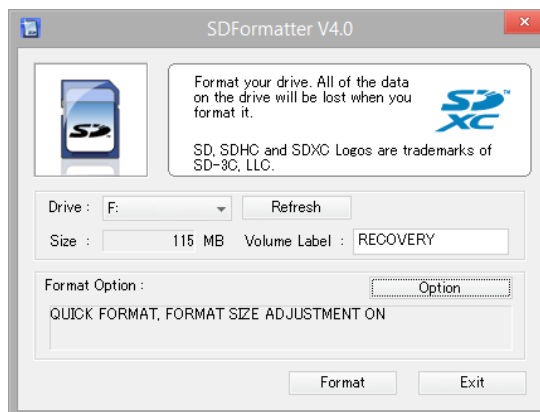 SDFormatter V4.0
Format your drive. All of the data
on the drive will be lost when you
format it.
SD, SDHC and SDXC Logos are trademarks of
SD-3C, LLC.
SD
XC™
SD
Drive : F: Refresh
Size : 115 MB Volume Label : RECOVERY
Format Option :
Option
QUICK FORMAT, FORMAT SIZE ADJUSTMENT ON
Format Exit